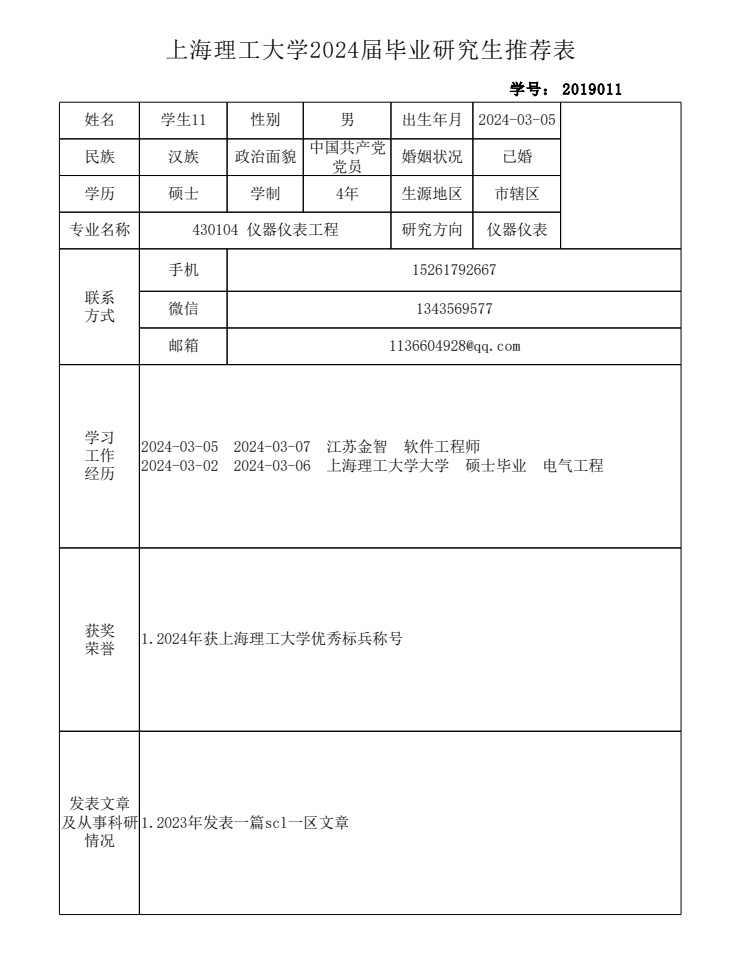 上海理工大学2024届毕业研究生推荐表
学号: 2019011
姓名 学生11 性别 男 出生年月 2024-03-05
民族 汉族 政治面貌 中国共产党
党员 婚姻状况 已婚
学历 硕士 学制 4年 生源地区 市辖区
专业名称 430104 仪器仪表工程 研究方向 仪器仪表
联系
方式
手机 15261792667
微信 1343569577
邮箱 1136604928@qq.com
学习
工作
经历
2024-03-05 2024-03-07 江苏金智 软件工程师
2024-03-02 2024-03-06 上海理工大学大学 硕士毕业 电气工程
获奖
荣誉
1.2024年获上海理工大学优秀标兵称号
发表文章
及从事科研
情况
1.2023年发表一篇scl一区文章